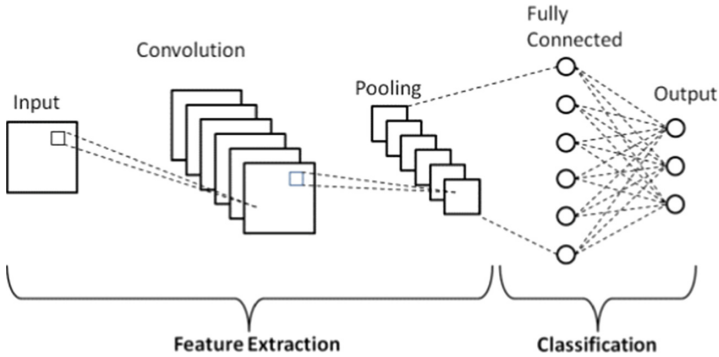 Input
Convolution
Pooling
Fully
Connected
Output
Feature Extraction
Classification